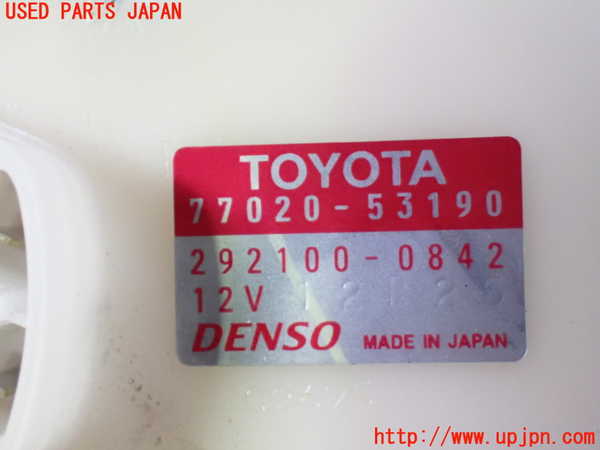 USED PARTS JAPAN
TOYOTA
77020-53190
292100-0842
12V
DENSO MADE IN JAPAN
http://www.upjpn.com/